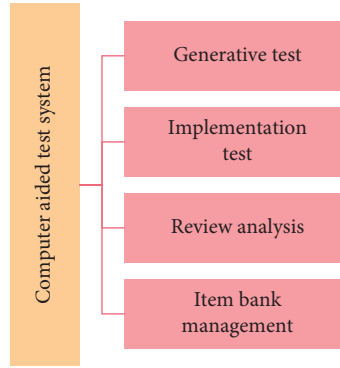 Computer aided test system
Generative test
Implementation
test
Review analysis
Item bank
management